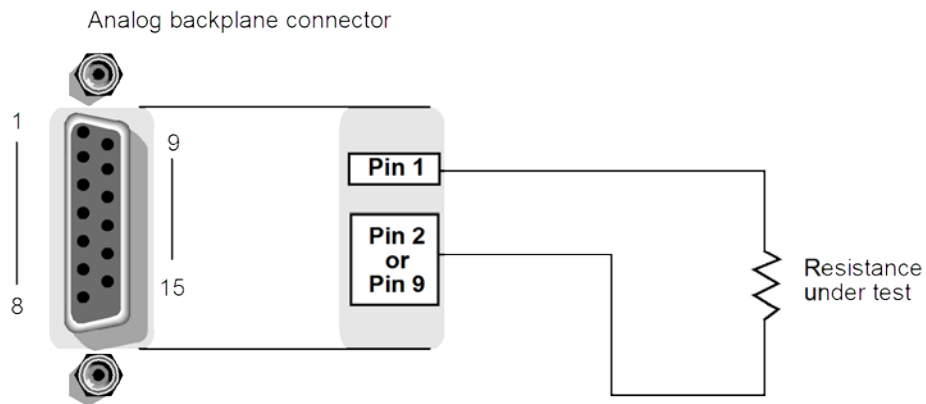 Analog backplane connector
1
9
8
15
Pin 1
Pin 2
or
Pin 9
Resistance
under test